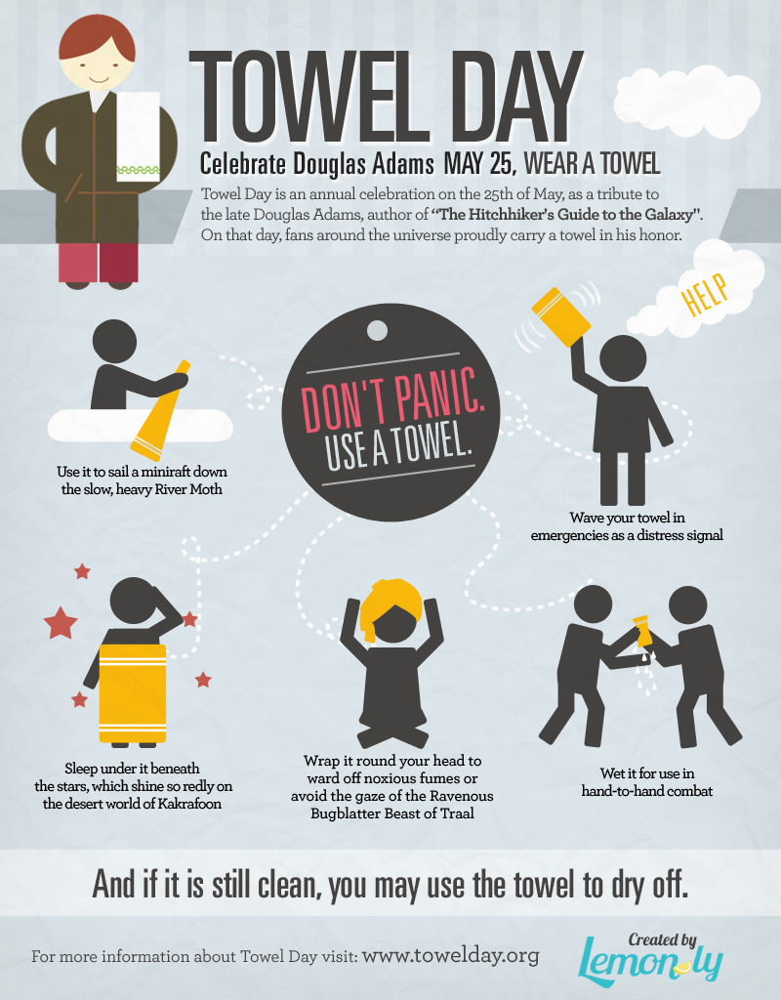 TOWEL DAY
Celebrate Douglas Adams MAY 25, WEAR A TOWEL
Towel Day is an annual celebration on the 25th of May, as a tribute to
the late Douglas Adams, author of “The Hitchhiker's Guide to the Galaxy".
On that day, fans around the universe proudly carry a towel in his honor.
HELP
DON'T PANIC.
USE A TOWEL.
Use it to sail a miniraft down
the slow, heavy River Moth
Wave your towel in
emergencies as a distress signal
Sleep under it beneath
the stars, which shine so redly on
the desert world of Kakrafoon
Wrap it round your head to
ward off noxious fumes or
avoid the gaze of the Ravenous
Bugblatter Beast of Traal
Wet it for use in
hand-to-hand combat
And if it is still clean, you may use the towel to dry off.
For more information about Towel Day visit: www.towelday.org
Created by
Lemonly